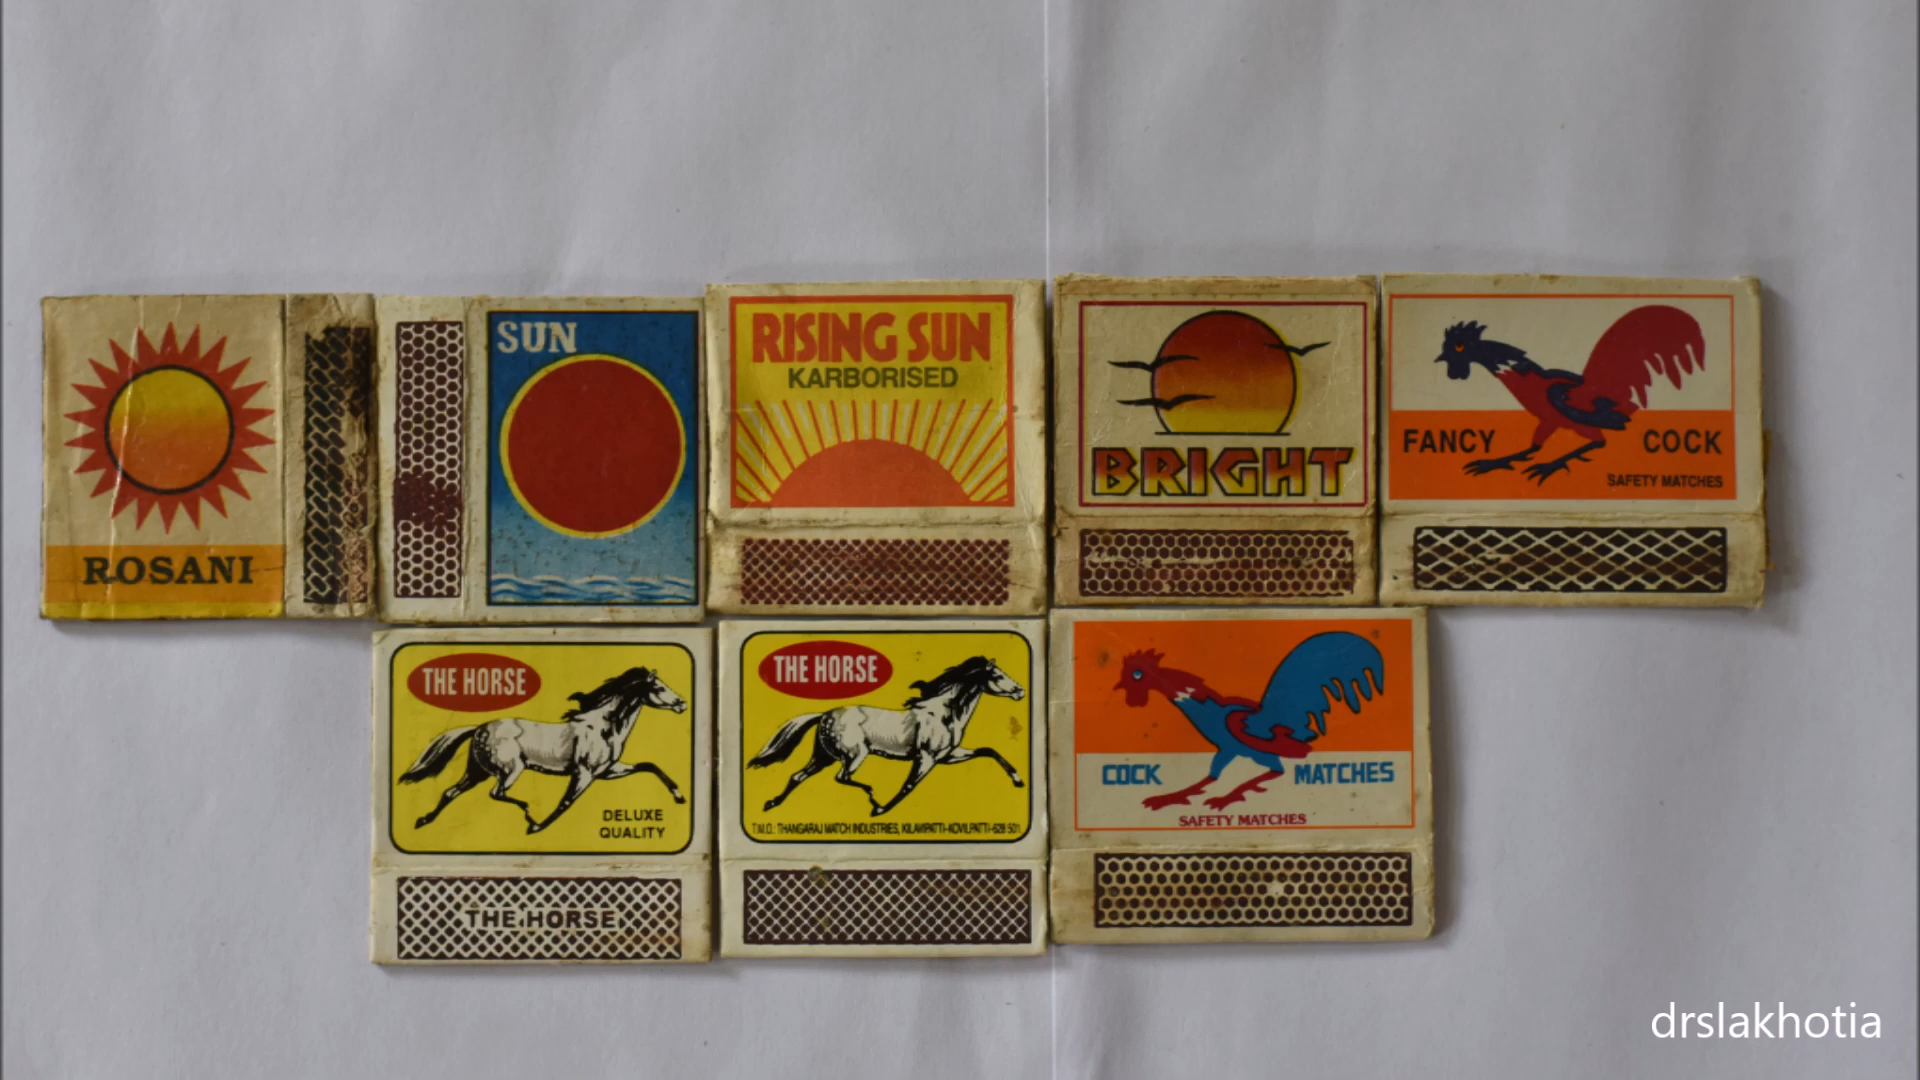 ROSANI
SUN
RISING SUN
KARBORISED
BRIGHT
FANCY COCK
SAFETY MATCHES
THE HORSE
DELUXE
QUALITY
THE HORSE
THE HORSE
T.M.O.: THANGARAJ MATCH INDUSTRIES, KILAVIPATTI-KOVILPATTI-628 501
COCK MATCHES
SAFETY MATCHES
drslakhotia